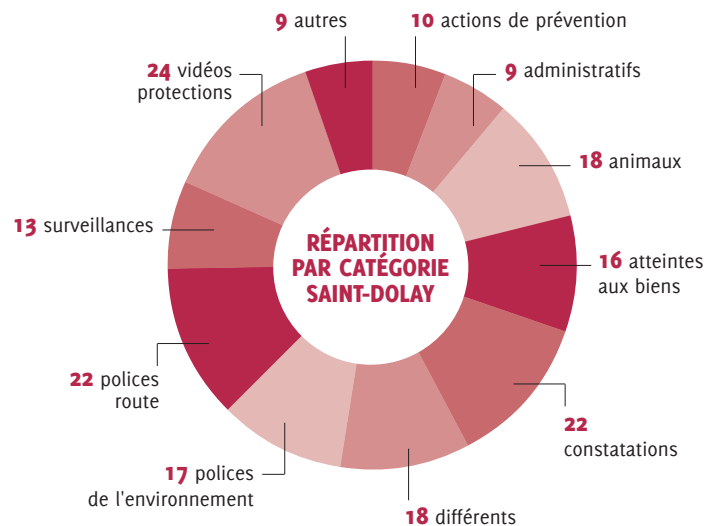 9 autres
10 actions de prévention
24 vidéos
protections
9 administratifs
18 animaux
13 surveillances
RÉPARTITION
PAR CATÉGORIE
SAINT-DOLAY
16 atteintes
aux biens
22 polices
route
22
constatations
17 polices
de l'environnement
18 différents